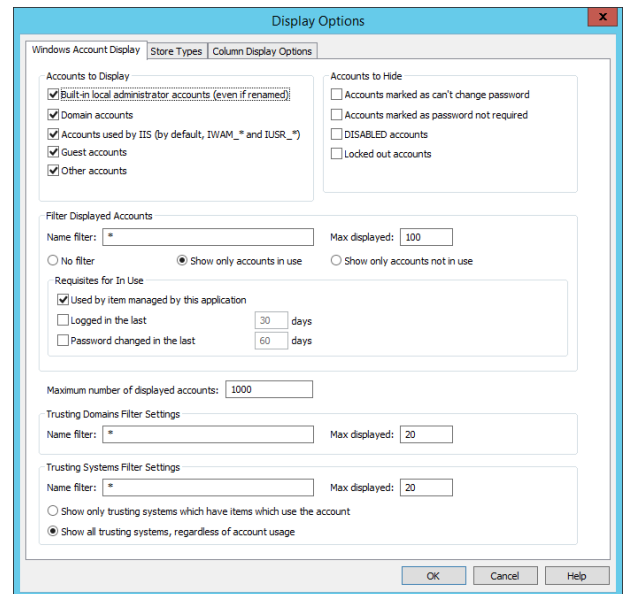 Display Options
x
Windows Account Display Store Types Column Display Options
Accounts to Display
Built-in local administrator accounts (even if renamed)
Domain accounts
Accounts used by IIS (by default, IWAM_* and IUSR_*)
Guest accounts
Other accounts
Accounts to Hide
Accounts marked as can't change password
Accounts marked as password not required
DISABLED accounts
Locked out accounts
Filter Displayed Accounts
Name filter: * Max displayed: 100
No filter Show only accounts in use Show only accounts not in use
Requisites for In Use
Used by item managed by this application
Logged in the last 30 days
Password changed in the last 60 days
Maximum number of displayed accounts: 1000
Trusting Domains Filter Settings
Name filter: * Max displayed: 20
Trusting Systems Filter Settings
Name filter: * Max displayed: 20
Show only trusting systems which have items which use the account
Show all trusting systems, regardless of account usage
OK Cancel Help